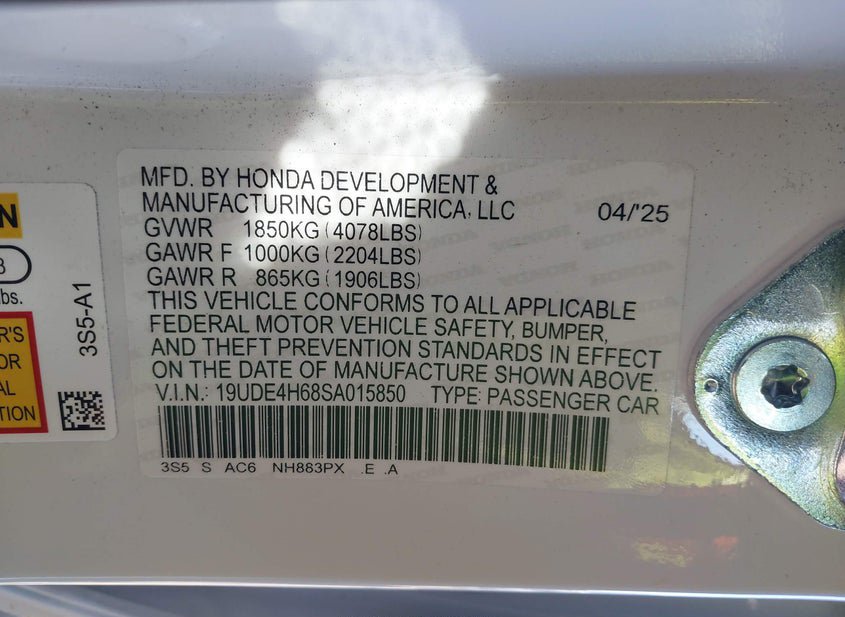 MFD. BY HONDA DEVELOPMENT &
MANUFACTURING OF AMERICA, LLC 04/'25
GVWR 1850KG (4078LBS)
GAWR F 1000KG (2204LBS)
GAWR R 865KG (1906LBS)
THIS VEHICLE CONFORMS TO ALL APPLICABLE
FEDERAL MOTOR VEHICLE SAFETY, BUMPER,
AND THEFT PREVENTION STANDARDS IN EFFECT
ON THE DATE OF MANUFACTURE SHOWN ABOVE.
V.I.N.: 19UDE4H68SA015850 TYPE: PASSENGER CAR
3S5 S AC6 NH883PX .E .A
3S5-A1